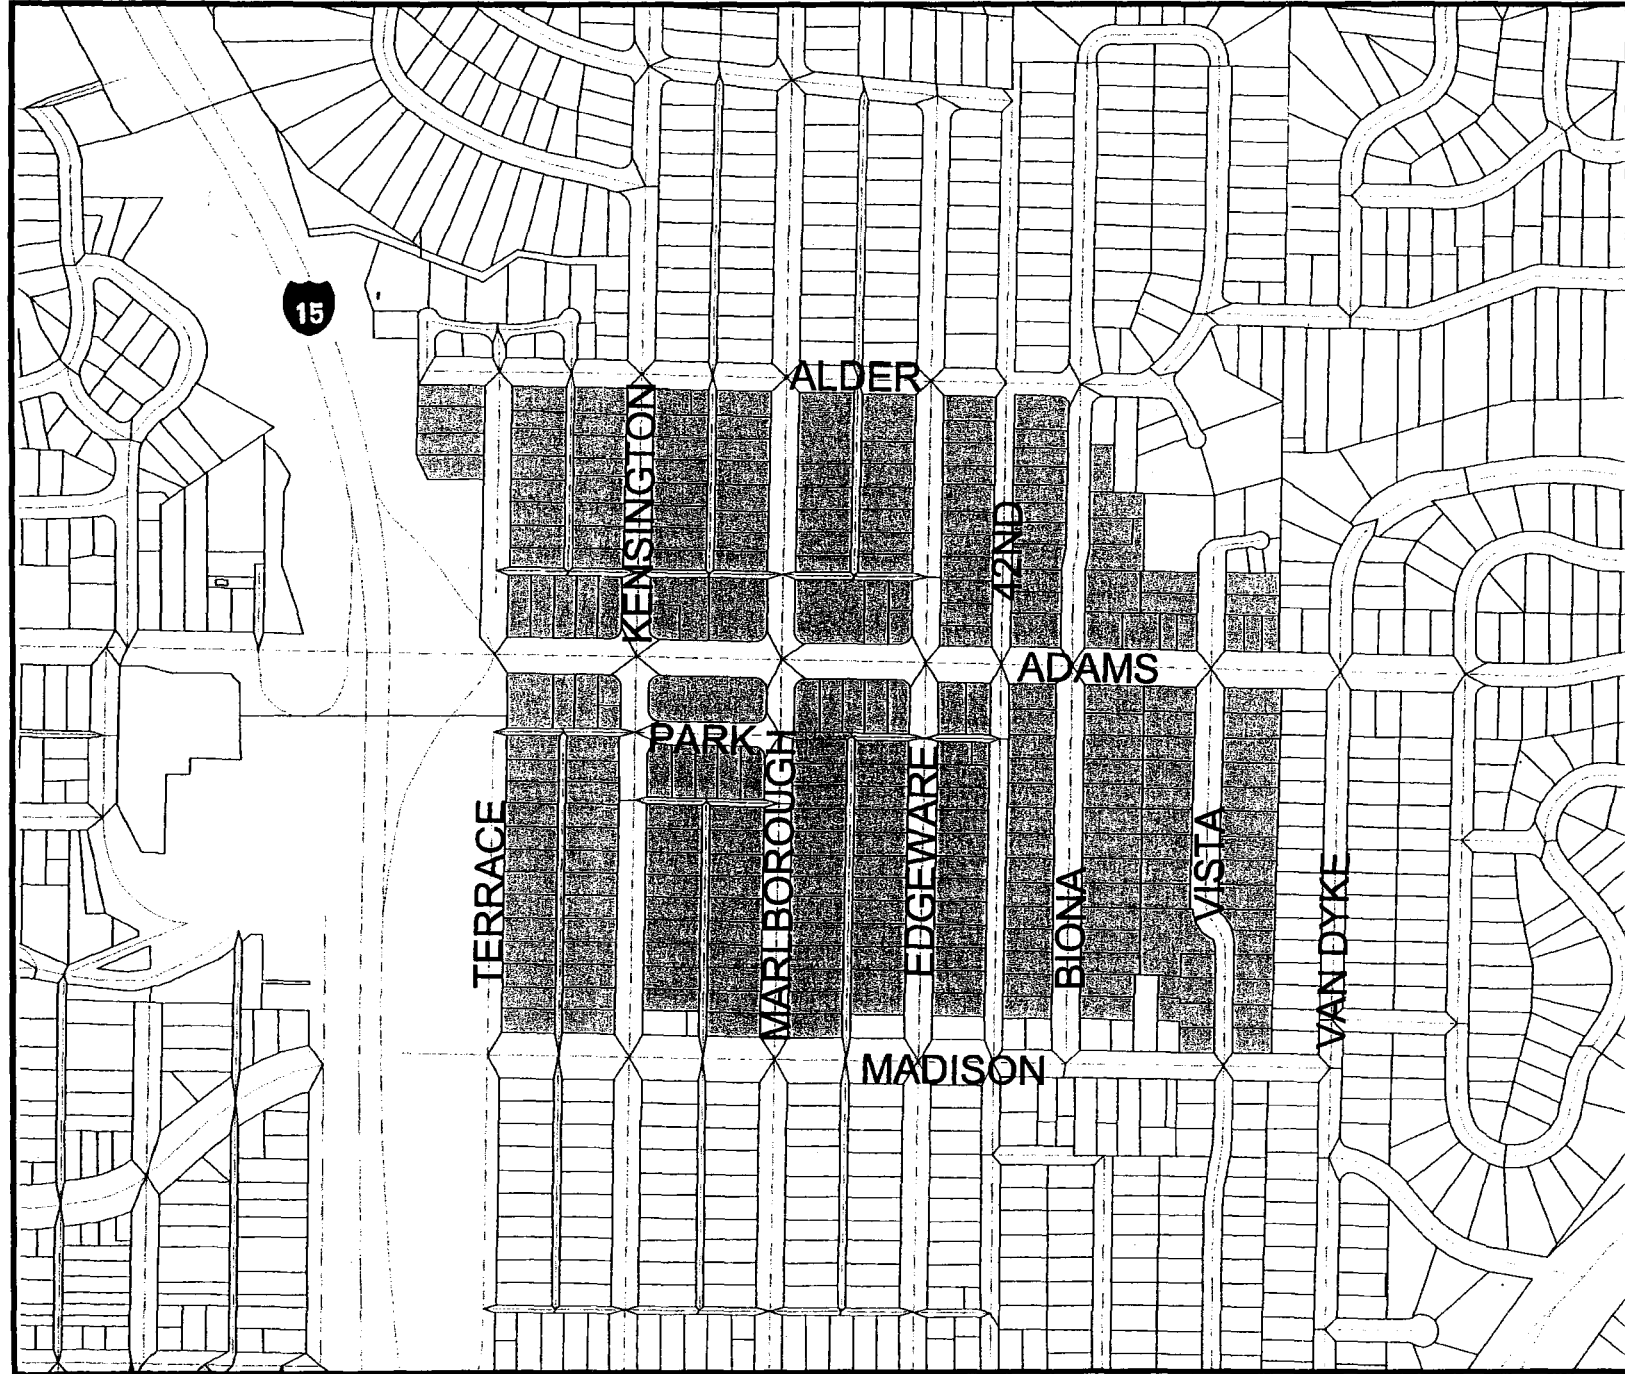 15
ALDER
KENSINGTON
42ND
ADAMS
PARK
MARLBOROUGH
EDGEWARE
TERRACE
VISTA
BIONA
VAN DYKE
MADISON